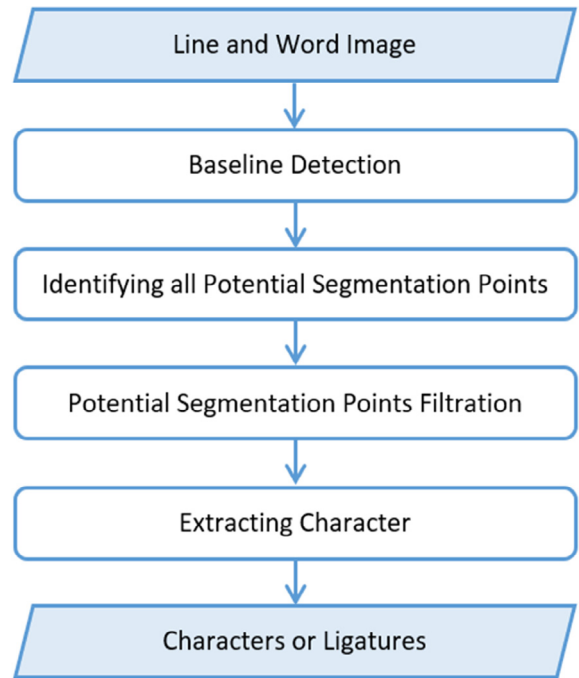 Line and Word Image
Baseline Detection
Identifying all Potential Segmentation Points
Potential Segmentation Points Filtration
Extracting Character
Characters or Ligatures